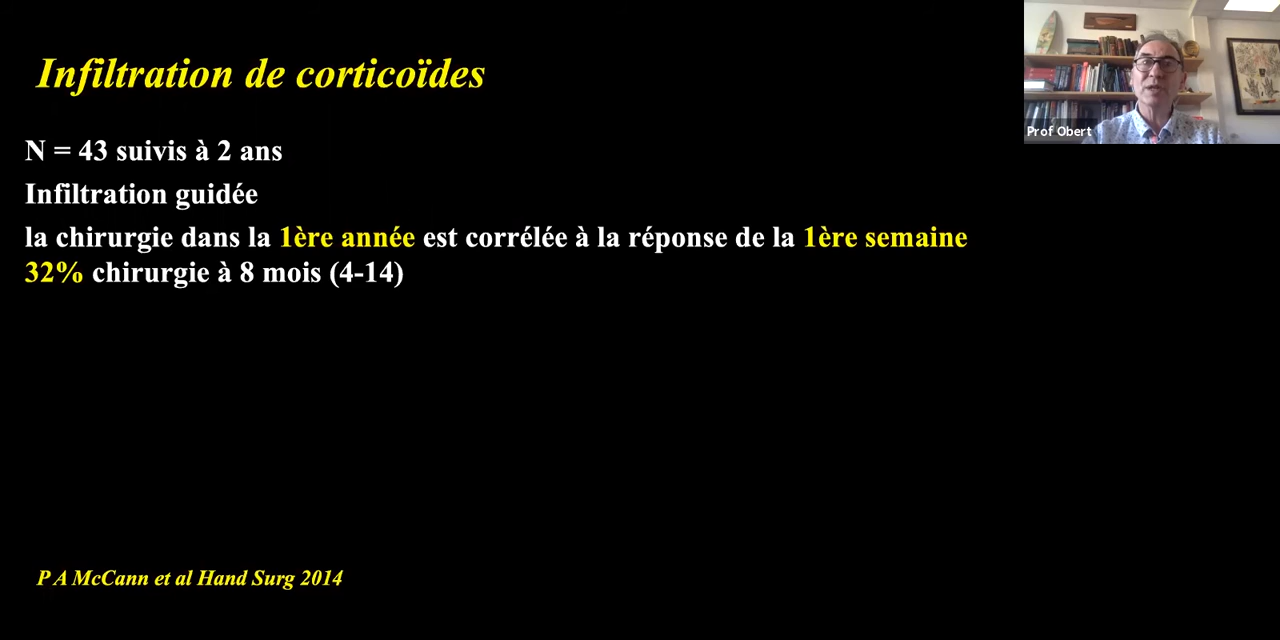 Infiltration de corticoïdes
Prof Obert
N = 43 suivis à 2 ans
Infiltration guidée
la chirurgie dans la 1ère année est corrélée à la réponse de la 1ère semaine
32% chirurgie à 8 mois (4-14)
P A McCann et al Hand Surg 2014